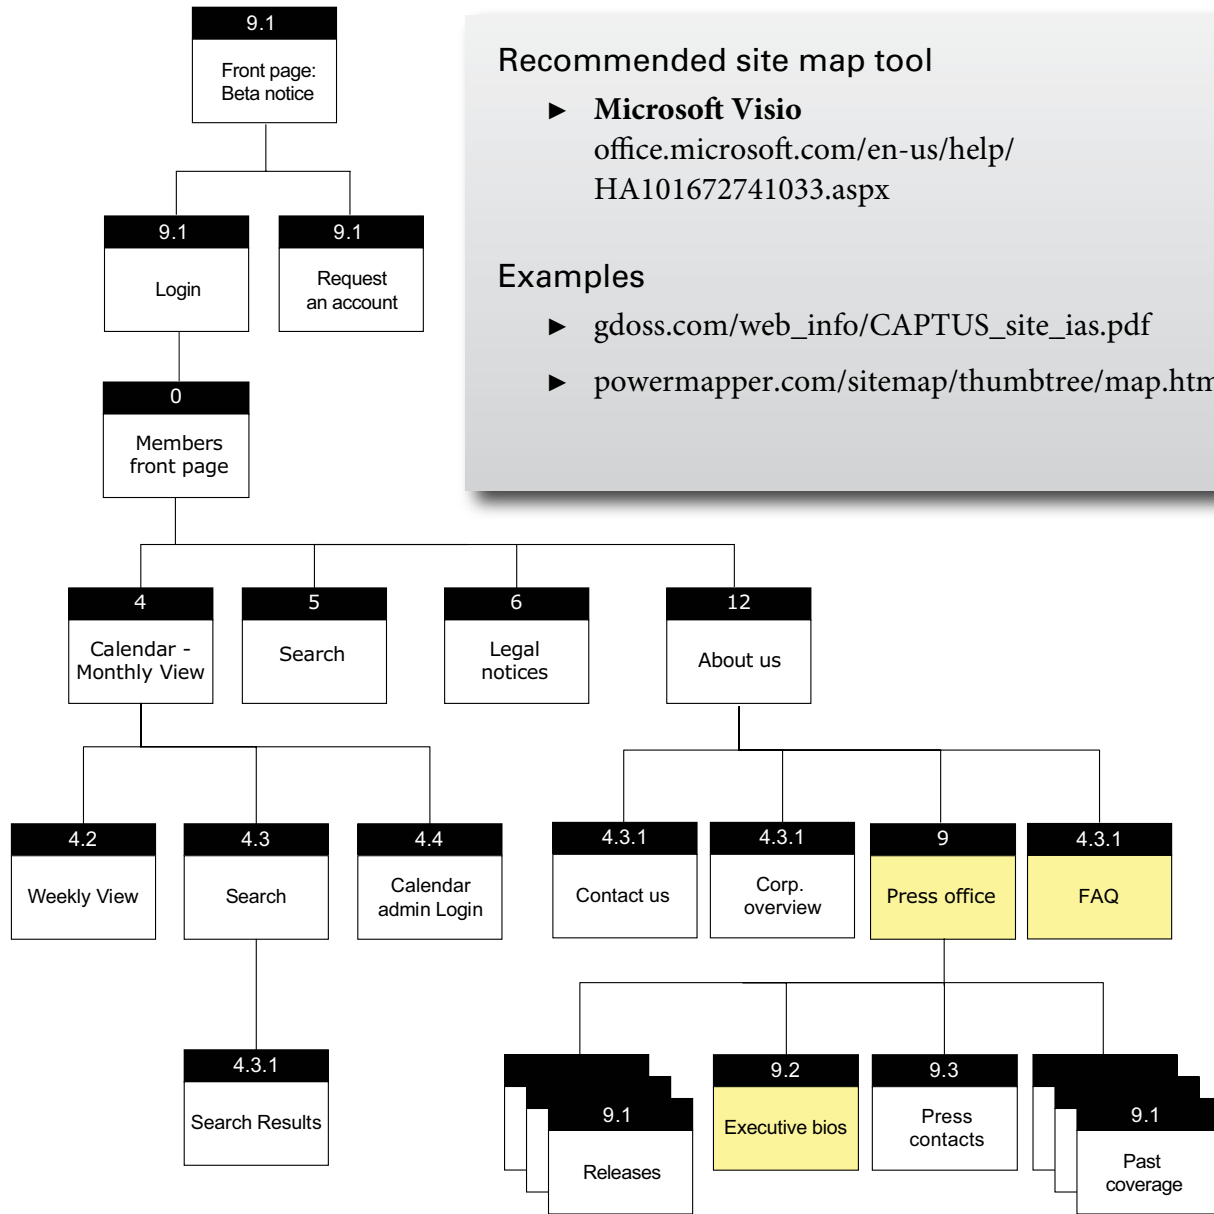 9.1
Front page:
Beta notice
Recommended site map tool
► Microsoft Visio
office.microsoft.com/en-us/help/
HA101672741033.aspx
Examples
► gdoss.com/web_info/CAPTUS_site_ias.pdf
► powermapper.com/sitemap/thumbtree/map.htm
9.1
Login
9.1
Request
an account
0
Members
front page
4
Calendar -
Monthly View
5
Search
6
Legal
notices
12
About us
4.2
Weekly View
4.3
Search
4.4
Calendar
admin Login
4.3.1
Contact us
4.3.1
Corp.
overview
9
Press office
4.3.1
FAQ
4.3.1
Search Results
9.1
Releases
9.2
Executive bios
9.3
Press
contacts
9.1
Past
coverage